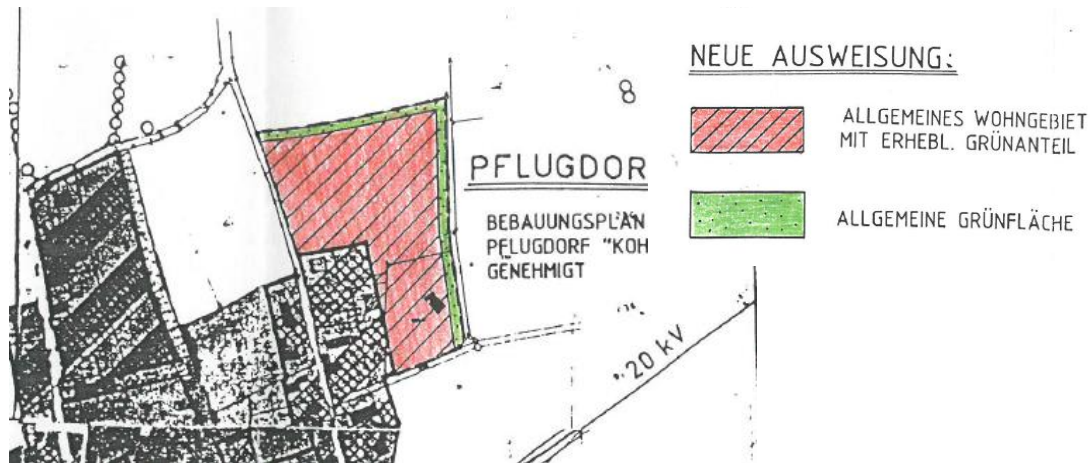 NEUE AUSWEISUNG:
ALLGEMEINES WOHNGEBIET
MIT ERHEBL. GRÜNANTEIL
ALLGEMEINE GRÜNFLÄCHE
PFLUGDOR
BEBAUUNGSPLAN
PFLUGDORF "KOH
GENEHMIGT
8
20 kV